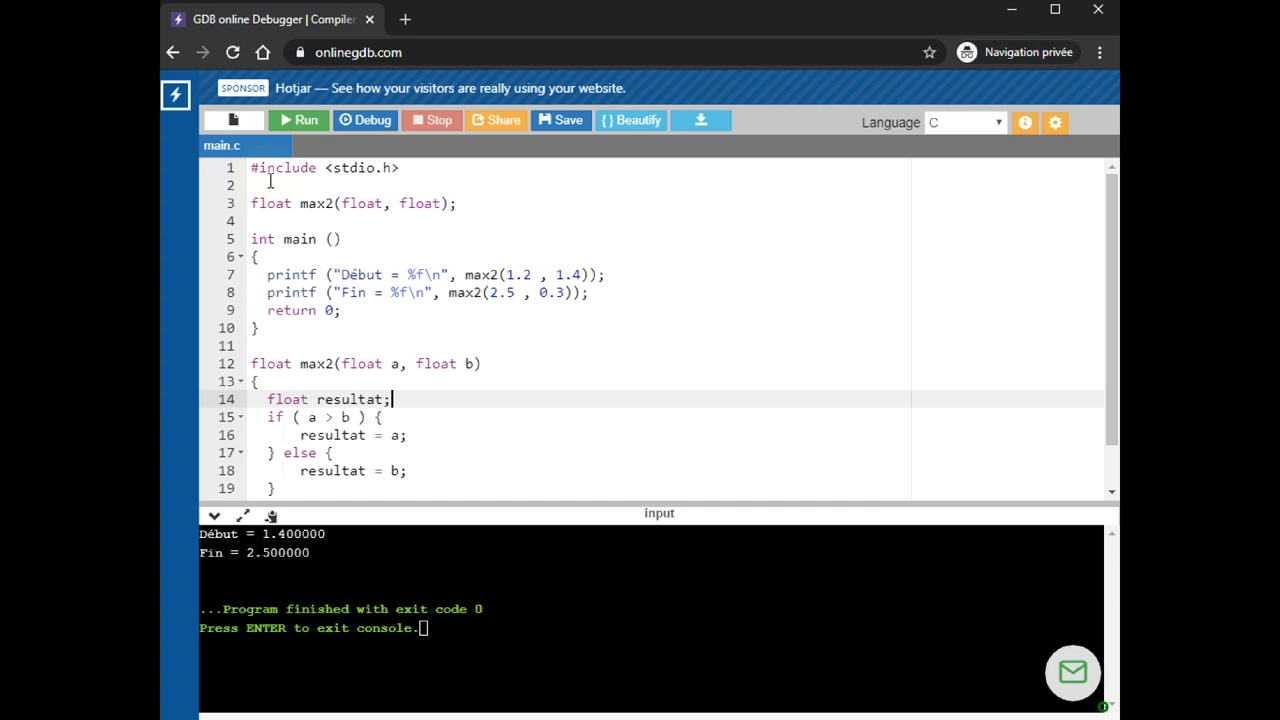 GDB online Debugger | Compiler
onlinegdb.com
Navigation privée
SPONSOR Hotjar — See how your visitors are really using your website.
Run Debug Stop Share Save {} Beautify Language C
main.c
1 #include <stdio.h>
2
3 float max2(float, float);
4
5 int main ()
6 {
7 printf ("Début = %f\n", max2(1.2 , 1.4));
8 printf ("Fin = %f\n", max2(2.5 , 0.3));
9 return 0;
10 }
11
12 float max2(float a, float b)
13 {
14 float resultat;
15 if ( a > b ) {
16 resultat = a;
17 } else {
18 resultat = b;
19 }
input
Début = 1.400000
Fin = 2.500000
...Program finished with exit code 0
Press ENTER to exit console.